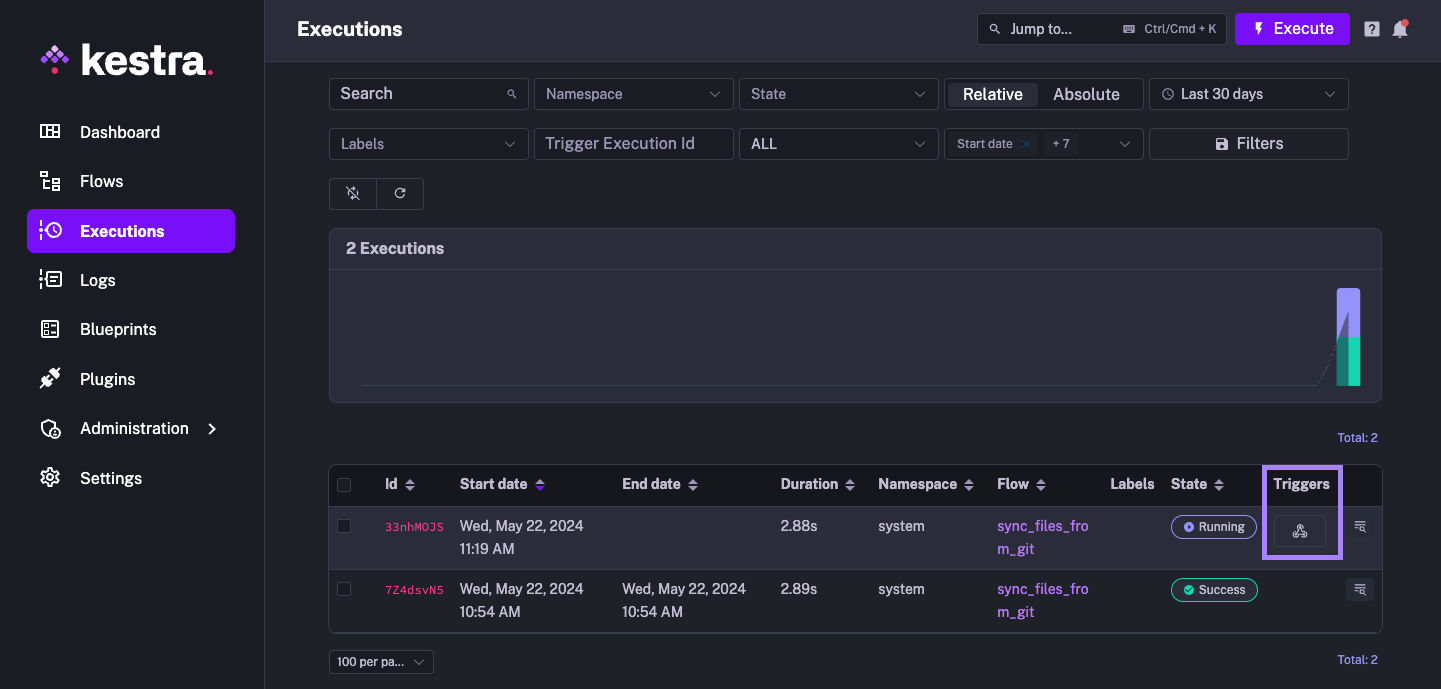 Executions
Jump to...
Ctrl/Cmd + K
Execute
kestra.
Dashboard
Flows
Executions
Logs
Blueprints
Plugins
Administration
Settings
Search
Namespace
State
Relative
Absolute
Last 30 days
Labels
Trigger Execution Id
ALL
Start date
+ 7
Filters
2 Executions
Total: 2
Id Start date End date Duration Namespace Flow Labels State Triggers
33nhMOJS Wed, May 22, 2024 2.88s system sync_files_fro Running
11:19 AM m_git
7Z4dsvN5 Wed, May 22, 2024 Wed, May 22, 2024 2.89s system sync_files_fro Success
10:54 AM 10:54 AM m_git
100 per pa...
Total: 2